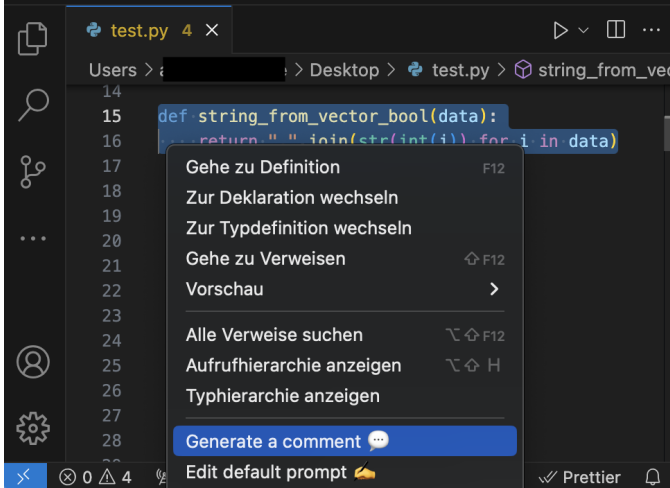 test.py 4
Users > > Desktop > test.py > string_from_vec
14
15 def string_from_vector_bool(data):
16 return " ".join(str(int(i)) for i in data)
17
18
19
20
21
22
23
24
25
26
27
28
Gehe zu Definition F12
Zur Deklaration wechseln
Zur Typdefinition wechseln
Gehe zu Verweisen ⇧F12
Vorschau
Alle Verweise suchen ⌥⇧F12
Aufrufhierarchie anzeigen ⌥⇧H
Typhierarchie anzeigen
Generate a comment 💬
Edit default prompt ✍️
0 4 Prettier